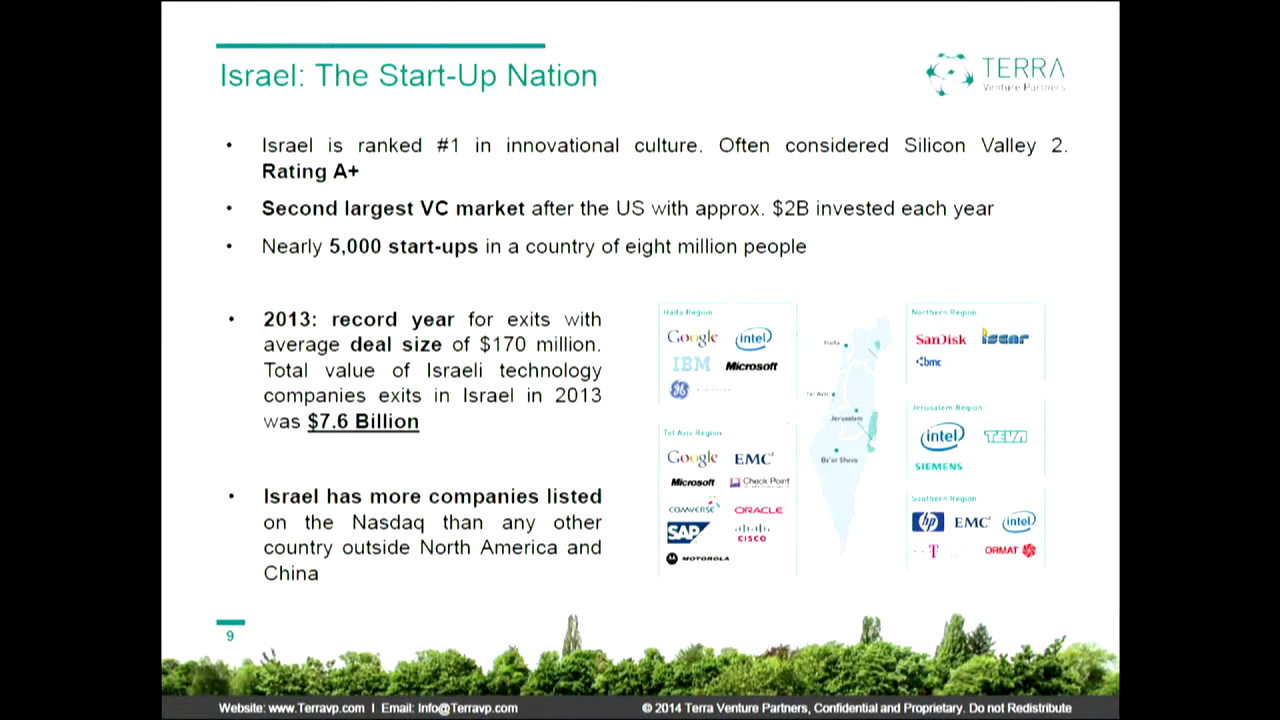 Israel: The Start-Up Nation
TERRA
Venture Partners
• Israel is ranked #1 in innovational culture. Often considered Silicon Valley 2.
Rating A+
• Second largest VC market after the US with approx. $2B invested each year
• Nearly 5,000 start-ups in a country of eight million people
• 2013: record year for exits with
average deal size of $170 million.
Total value of Israeli technology
companies exits in Israel in 2013
was $7.6 Billion
• Israel has more companies listed
on the Nasdaq than any other
country outside North America and
China
Haifa Region
Google intel
IBM Microsoft
Tel Aviv Region
Google EMC²
Microsoft Check Point
COMVERSE ORACLE
SAP CISCO
MOTOROLA
Haifa
Tel Aviv
Jerusalem
Be'er Sheva
Northern Region
SanDisk iscar
bmc
Jerusalem Region
intel TEVA
SIEMENS
Southern Region
hp EMC² intel
T ORMAT
9
Website: www.Terravp.com I Email: Info@Terravp.com
© 2014 Terra Venture Partners, Confidential and Proprietary. Do not Redistribute